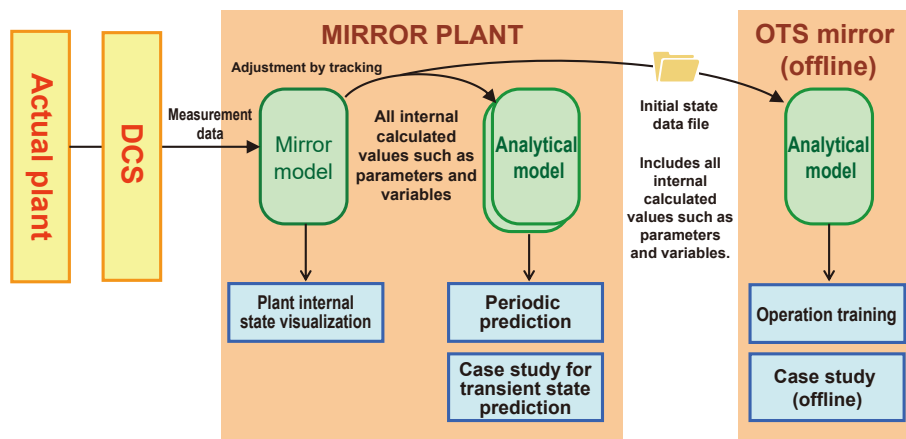 Actual plant
DCS
Measurement
data
MIRROR PLANT
Adjustment by tracking
Mirror
model
All internal
calculated
values such as
parameters and
variables
Analytical
model
Plant internal
state visualization
Periodic
prediction
Case study for
transient state
prediction
Initial state
data file
Includes all
internal
calculated
values such as
parameters
and variables.
OTS mirror
(offline)
Analytical
model
Operation training
Case study
(offline)